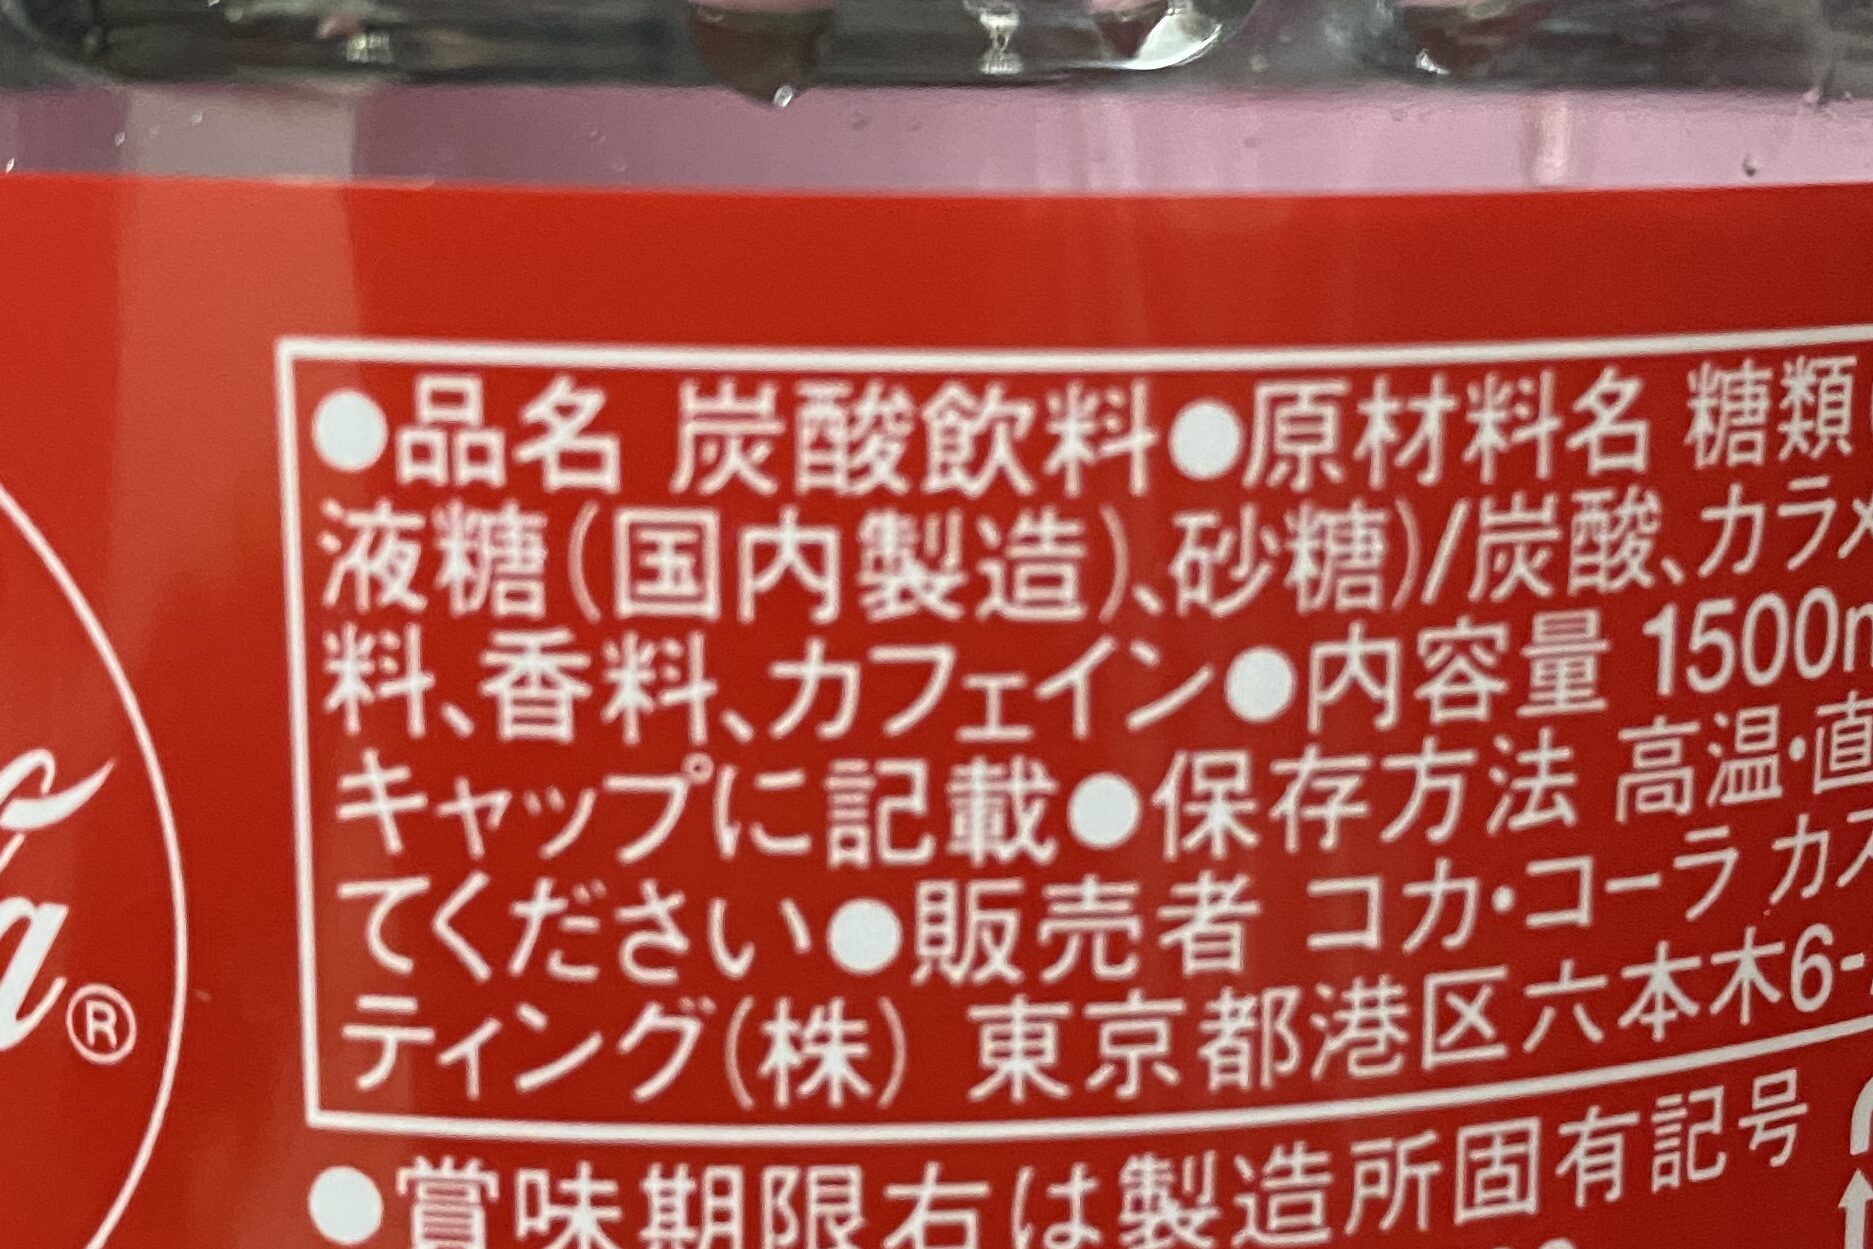 ●品名 炭酸飲料●原材料名 糖類
液糖(国内製造)、砂糖)/炭酸、カラメ
料、香料、カフェイン●内容量 1500m
キャップに記載●保存方法 高温・直
てください●販売者 コカ・コーラ カス
ティング(株) 東京都港区六本木6-
●賞味期限右は製造所固有記号
a®